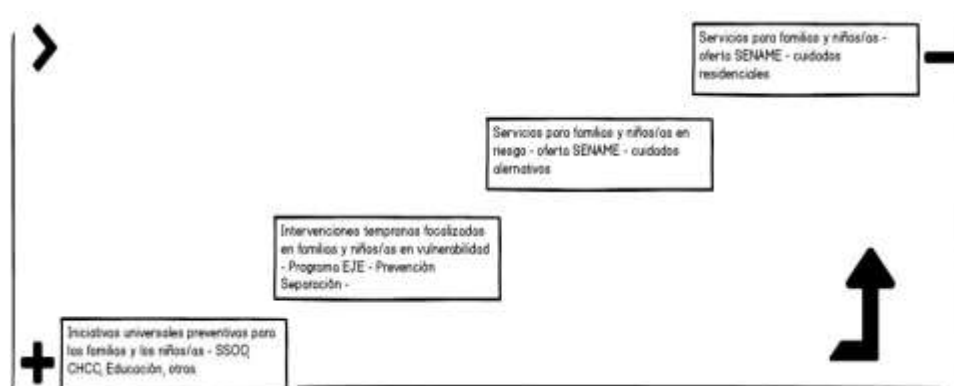 Servicios para familias y niños/as -
oferta SENAME - cuidados
residenciales
Servicios para familias y niños/as en
riesgo - oferta SENAME - cuidados
alernativos
Intervenciones tempranas focalizadas
en familias y niños/as en vulnerabilidad
- Programa EJE - Prevención
Separación -
Iniciativas universales preventivas para
las familias y los niños/as - SSOO,
CHCC, Educación, otros